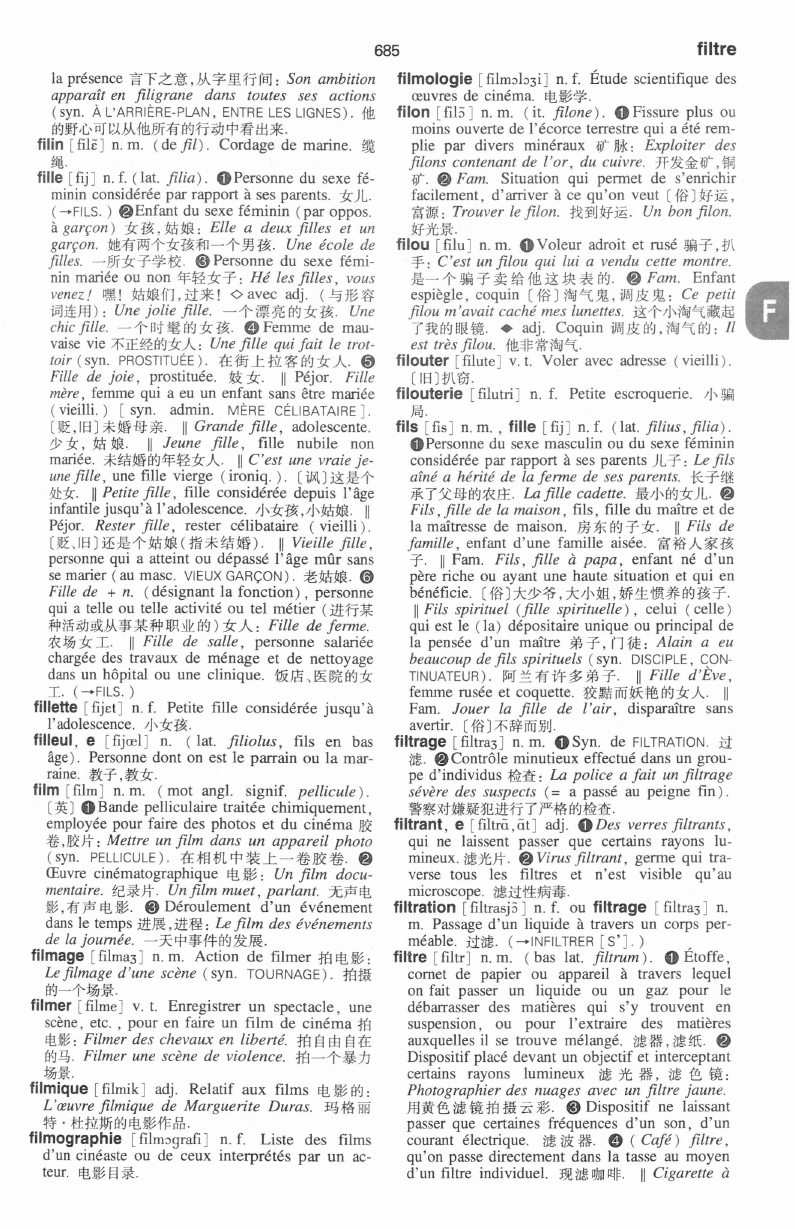 685
filtre
la présence 言下之意,从字里行间: Son ambition
apparaît en filigrane dans toutes ses actions
(syn. À L'ARRIÈRE-PLAN, ENTRE LES LIGNES). 他
的野心可以从他所有的行动中看出来.
filin [filɛ̃] n. m. (de fil). Cordage de marine. 缆
绳.
fille [fij] n. f. (lat. filia). ❶Personne du sexe fé-
minin considérée par rapport à ses parents. 女儿.
(→FILS.) ❷Enfant du sexe féminin (par oppos.
à garçon) 女孩,姑娘: Elle a deux filles et un
garçon. 她有两个女孩和一个男孩. Une école de
filles. 一所女子学校. ❸Personne du sexe fémi-
nin mariée ou non 年轻女子: Hé les filles, vous
venez! 嘿! 姑娘们,过来! ◇avec adj. (与形容
词连用): Une jolie fille. 一个漂亮的女孩. Une
chic fille. 一个时髦的女孩. ❹Femme de mau-
vaise vie 不正经的女人: Une fille qui fait le trot-
toir (syn. PROSTITUÉE). 在街上拉客的女人. ❺
Fille de joie, prostituée. 妓女. ‖ Péjor. Fille
mère, femme qui a eu un enfant sans être mariée
(vieilli.) [syn. admin. MÈRE CÉLIBATAIRE].
〔贬,旧〕未婚母亲. ‖ Grande fille, adolescente.
少女, 姑娘. ‖ Jeune fille, fille nubile non
mariée. 未结婚的年轻女人. ‖ C'est une vraie je-
une fille, une fille vierge (ironiq.). 〔讽〕这是个
处女. ‖ Petite fille, fille considérée depuis l'âge
infantile jusqu'à l'adolescence. 小女孩,小姑娘. ‖
Péjor. Rester fille, rester célibataire (vieilli).
〔贬、旧〕还是个姑娘(指未结婚). ‖ Vieille fille,
personne qui a atteint ou dépassé l'âge mûr sans
se marier (au masc. VIEUX GARÇON). 老姑娘. ❻
Fille de + n. (désignant la fonction), personne
qui a telle ou telle activité ou tel métier (进行某
种活动或从事某种职业的)女人: Fille de ferme.
农场女工. ‖ Fille de salle, personne salariée
chargée des travaux de ménage et de nettoyage
dans un hôpital ou une clinique. 饭店、医院的女
工. (→FILS.)
fillette [fijɛt] n. f. Petite fille considérée jusqu'à
l'adolescence. 小女孩.
filleul, e [fijœl] n. (lat. filiolus, fils en bas
âge). Personne dont on est le parrain ou la mar-
raine. 教子,教女.
film [film] n. m. (mot angl. signif. pellicule).
〔英〕❶Bande pelliculaire traitée chimiquement,
employée pour faire des photos et du cinéma 胶
卷,胶片: Mettre un film dans un appareil photo
(syn. PELLICULE). 在相机中装上一卷胶卷. ❷
Œuvre cinématographique 电影: Un film docu-
mentaire. 纪录片. Un film muet, parlant. 无声电
影,有声电影. ❸Déroulement d'un événement
dans le temps 进展,进程: Le film des événements
de la journée. 一天中事件的发展.
filmage [filmaʒ] n. m. Action de filmer 拍电影:
Le filmage d'une scène (syn. TOURNAGE). 拍摄
的一个场景.
filmer [filme] v. t. Enregistrer un spectacle, une
scène, etc., pour en faire un film de cinéma 拍
电影: Filmer des chevaux en liberté. 拍自由自在
的马. Filmer une scène de violence. 拍一个暴力
场景.
filmique [filmik] adj. Relatif aux films 电影的:
L'œuvre filmique de Marguerite Duras. 玛格丽
特·杜拉斯的电影作品.
filmographie [filmɔgrafi] n. f. Liste des films
d'un cinéaste ou de ceux interprétés par un ac-
teur. 电影目录.
filmologie [filmɔlɔʒi] n. f. Étude scientifique des
œuvres de cinéma. 电影学.
filon [filɔ̃] n. m. (it. filone). ❶Fissure plus ou
moins ouverte de l'écorce terrestre qui a été rem-
plie par divers minéraux 矿脉: Exploiter des
filons contenant de l'or, du cuivre. 开发金矿,铜
矿. ❷ Fam. Situation qui permet de s'enrichir
facilement, d'arriver à ce qu'on veut〔俗〕好运,
富源: Trouver le filon. 找到好运. Un bon filon.
好光景.
filou [filu] n. m. ❶Voleur adroit et rusé 骗子,扒
手: C'est un filou qui lui a vendu cette montre.
是一个骗子卖给他这块表的. ❷ Fam. Enfant
espiègle, coquin〔俗〕淘气鬼,调皮鬼: Ce petit
filou m'avait caché mes lunettes. 这个小淘气藏起
了我的眼镜. ◆ adj. Coquin 调皮的,淘气的: Il
est très filou. 他非常淘气.
F
filouter [filute] v. t. Voler avec adresse (vieilli).
〔旧〕扒窃.
filouterie [filutri] n. f. Petite escroquerie. 小骗
局.
fils [fis] n. m., fille [fij] n. f. (lat. filius, filia).
❶Personne du sexe masculin ou du sexe féminin
considérée par rapport à ses parents 儿子: Le fils
aîné a hérité de la ferme de ses parents. 长子继
承了父母的农庄. La fille cadette. 最小的女儿. ❷
Fils, fille de la maison, fils, fille du maître et de
la maîtresse de maison. 房东的子女. ‖ Fils de
famille, enfant d'une famille aisée. 富裕人家孩
子. ‖ Fam. Fils, fille à papa, enfant né d'un
père riche ou ayant une haute situation et qui en
bénéficie. 〔俗〕大少爷,大小姐,娇生惯养的孩子.
‖ Fils spirituel (fille spirituelle), celui (celle)
qui est le (la) dépositaire unique ou principal de
la pensée d'un maître 弟子,门徒: Alain a eu
beaucoup de fils spirituels (syn. DISCIPLE, CON-
TINUATEUR). 阿兰有许多弟子. ‖ Fille d'Ève,
femme rusée et coquette. 狡黠而妖艳的女人. ‖
Fam. Jouer la fille de l'air, disparaître sans
avertir. 〔俗〕不辞而别.
filtrage [filtraʒ] n. m. ❶Syn. de FILTRATION. 过
滤. ❷Contrôle minutieux effectué dans un grou-
pe d'individus 检查: La police a fait un filtrage
sévère des suspects (= a passé au peigne fin).
警察对嫌疑犯进行了严格的检查.
filtrant, e [filtrɑ̃,ɑ̃t] adj. ❶Des verres filtrants,
qui ne laissent passer que certains rayons lu-
mineux. 滤光片. ❷Virus filtrant, germe qui tra-
verse tous les filtres et n'est visible qu'au
microscope. 滤过性病毒.
filtration [filtrasjɔ̃] n. f. ou filtrage [filtraʒ] n.
m. Passage d'un liquide à travers un corps per-
méable. 过滤. (→INFILTRER [S'].)
filtre [filtr] n. m. (bas lat. filtrum). ❶Étoffe,
cornet de papier ou appareil à travers lequel
on fait passer un liquide ou un gaz pour le
débarrasser des matières qui s'y trouvent en
suspension, ou pour l'extraire des matières
auxquelles il se trouve mélangé. 滤器,滤纸. ❷
Dispositif placé devant un objectif et interceptant
certains rayons lumineux 滤光器, 滤色镜:
Photographier des nuages avec un filtre jaune.
用黄色滤镜拍摄云彩. ❸Dispositif ne laissant
passer que certaines fréquences d'un son, d'un
courant électrique. 滤波器. ❹ (Café) filtre,
qu'on passe directement dans la tasse au moyen
d'un filtre individuel. 现滤咖啡. ‖ Cigarette à